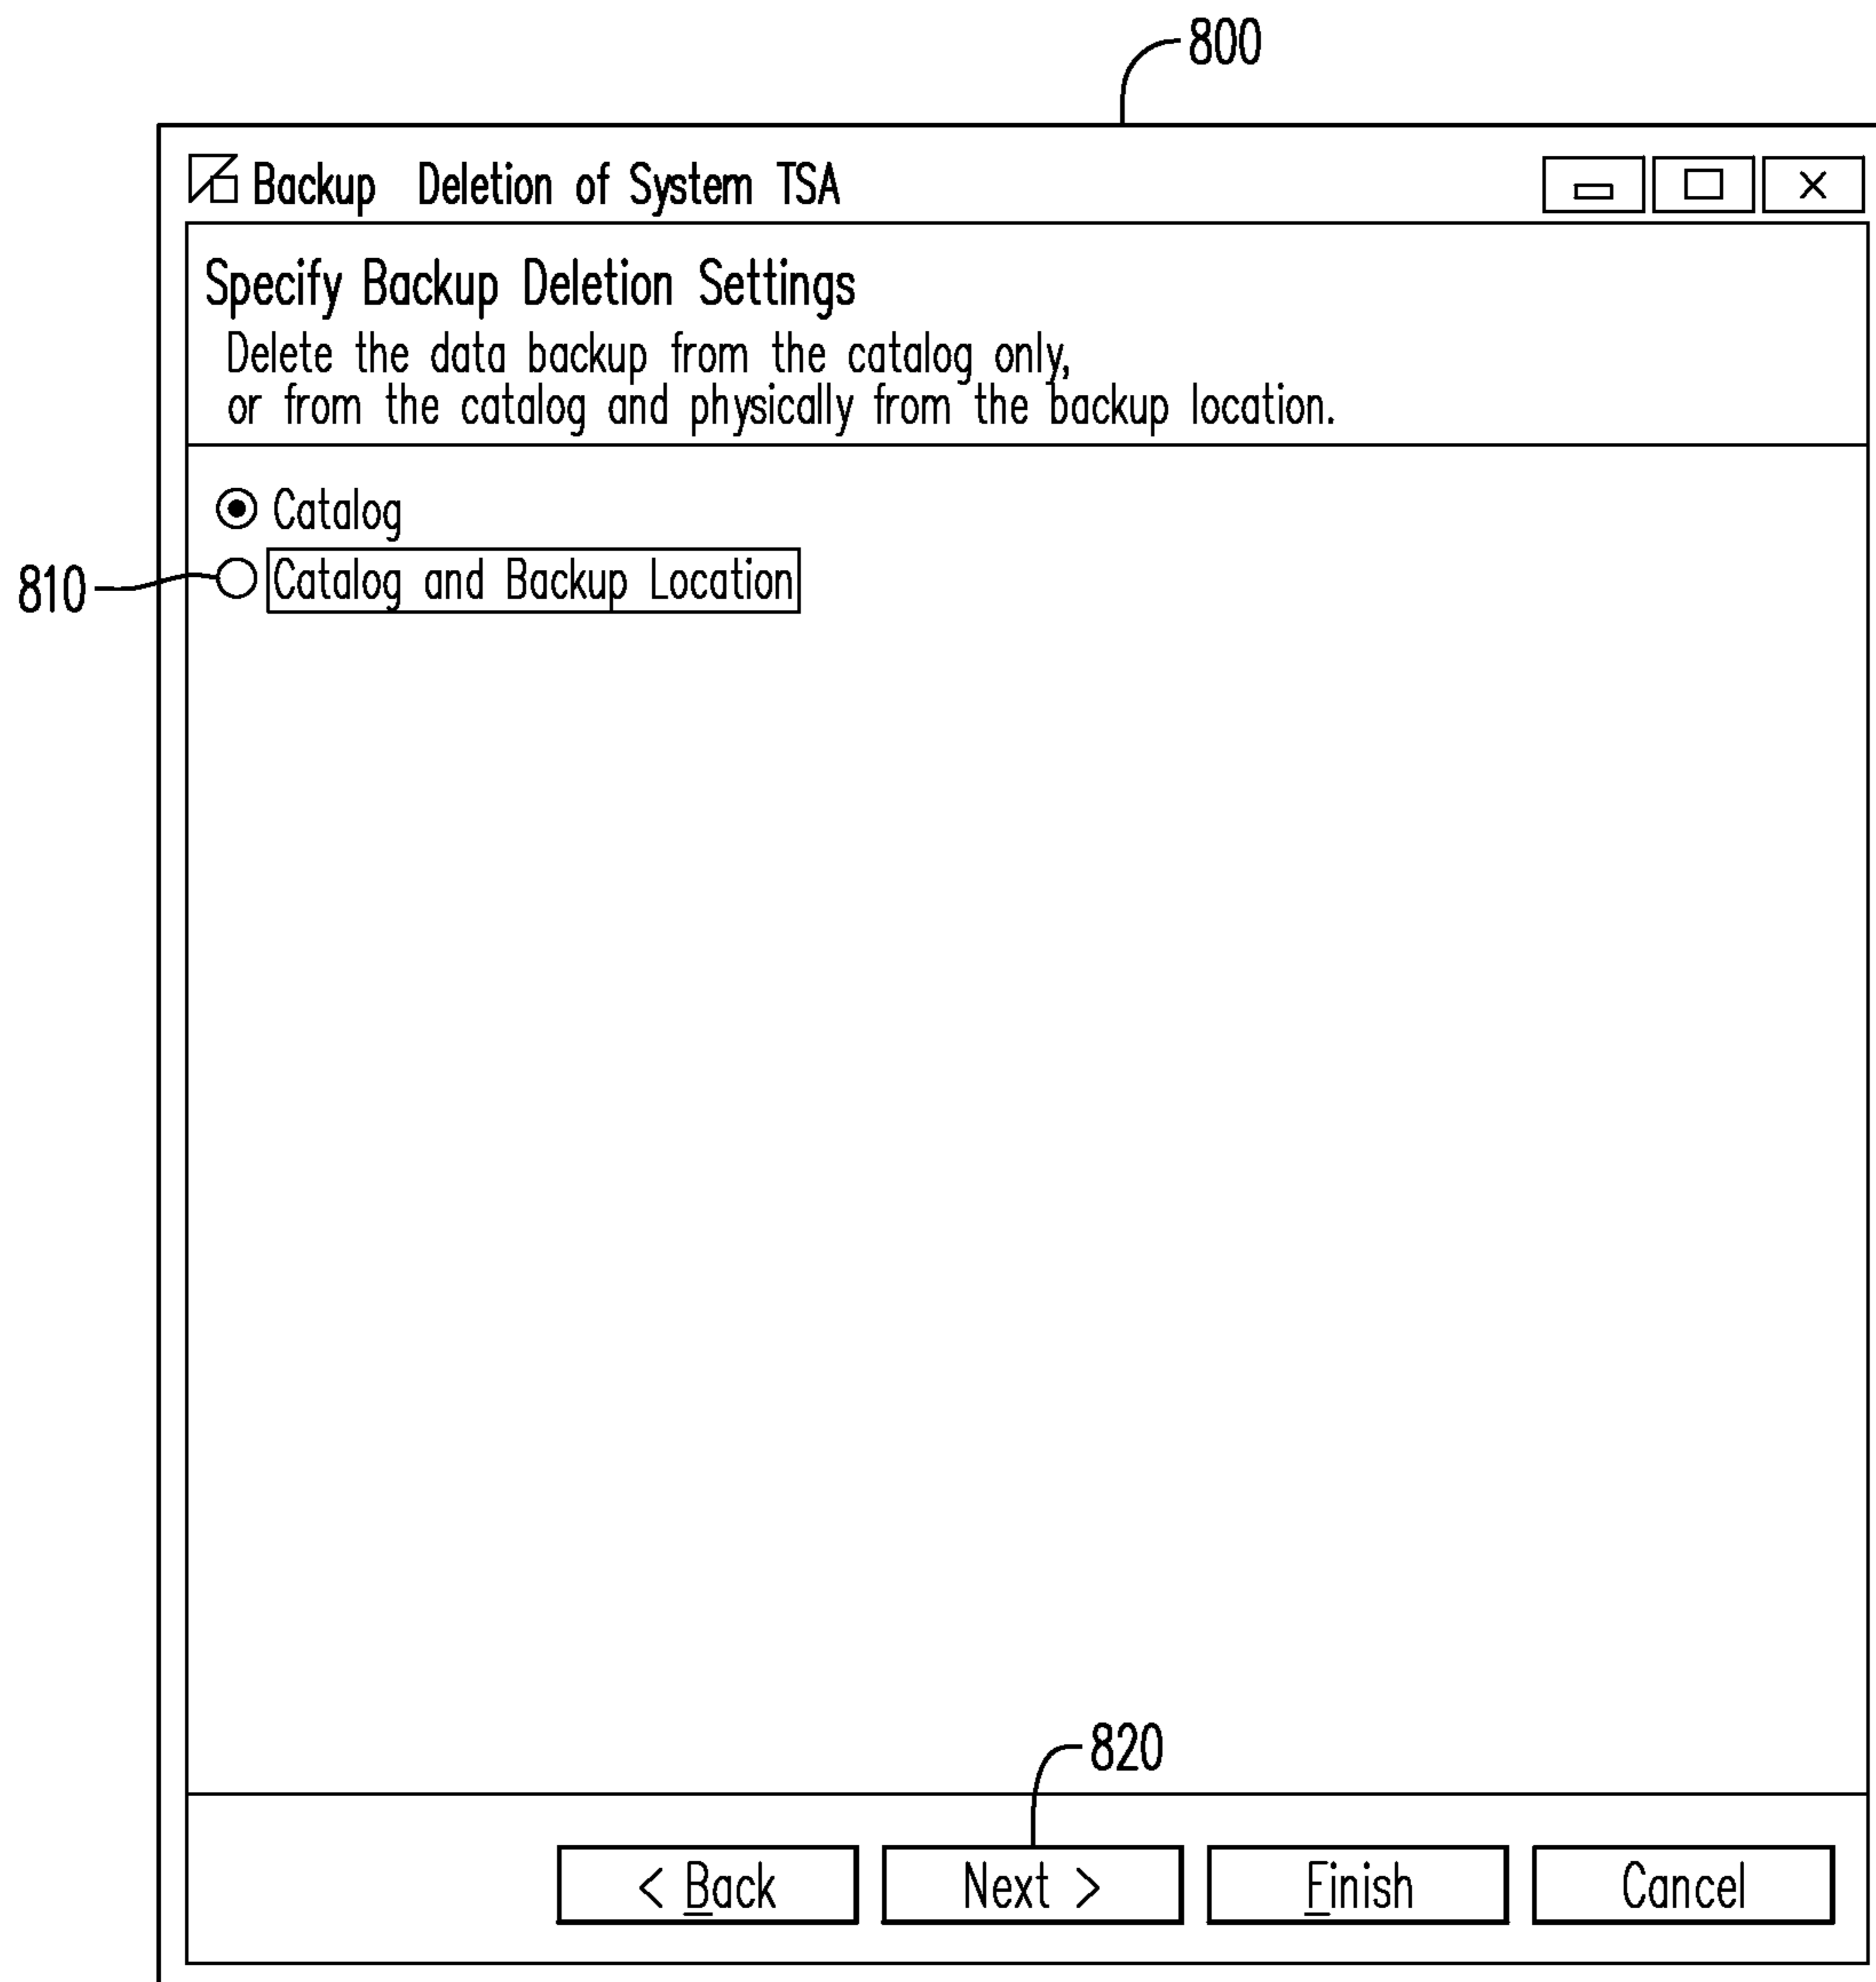 800
Backup Deletion of System TSA
Specify Backup Deletion Settings
Delete the data backup from the catalog only,
or from the catalog and physically from the backup location.
Catalog
810
Catalog and Backup Location
820
< Back
Next >
Finish
Cancel